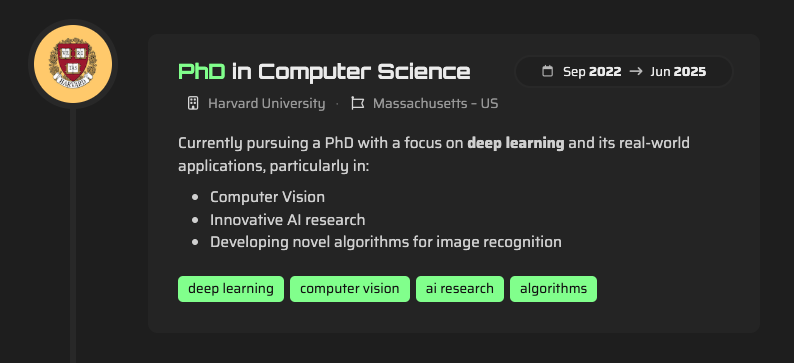 PhD in Computer Science
Sep 2022 → Jun 2025
Harvard University · Massachusetts – US
Currently pursuing a PhD with a focus on deep learning and its real-world
applications, particularly in:
• Computer Vision
• Innovative AI research
• Developing novel algorithms for image recognition
deep learning computer vision ai research algorithms